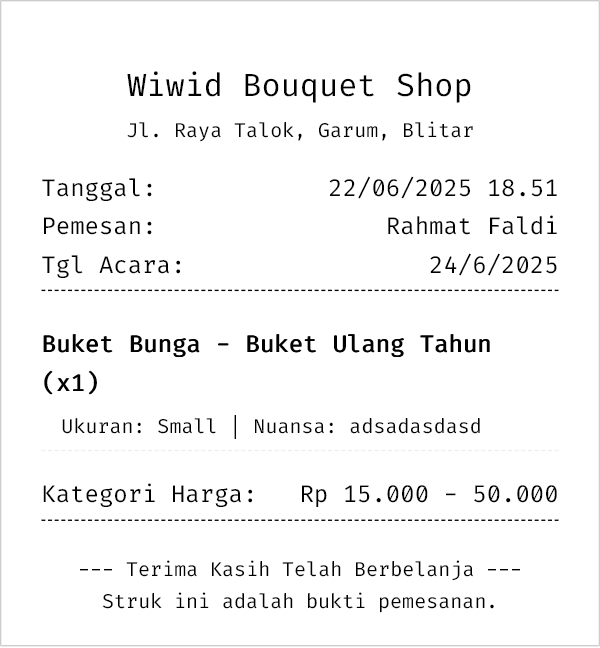 Wiwid Bouquet Shop
Jl. Raya Talok, Garum, Blitar
Tanggal: 22/06/2025 18.51
Pemesan: Rahmat Faldi
Tgl Acara: 24/6/2025
Buket Bunga - Buket Ulang Tahun
(x1)
Ukuran: Small | Nuansa: adsadasdasd
Kategori Harga: Rp 15.000 - 50.000
--- Terima Kasih Telah Berbelanja ---
Struk ini adalah bukti pemesanan.